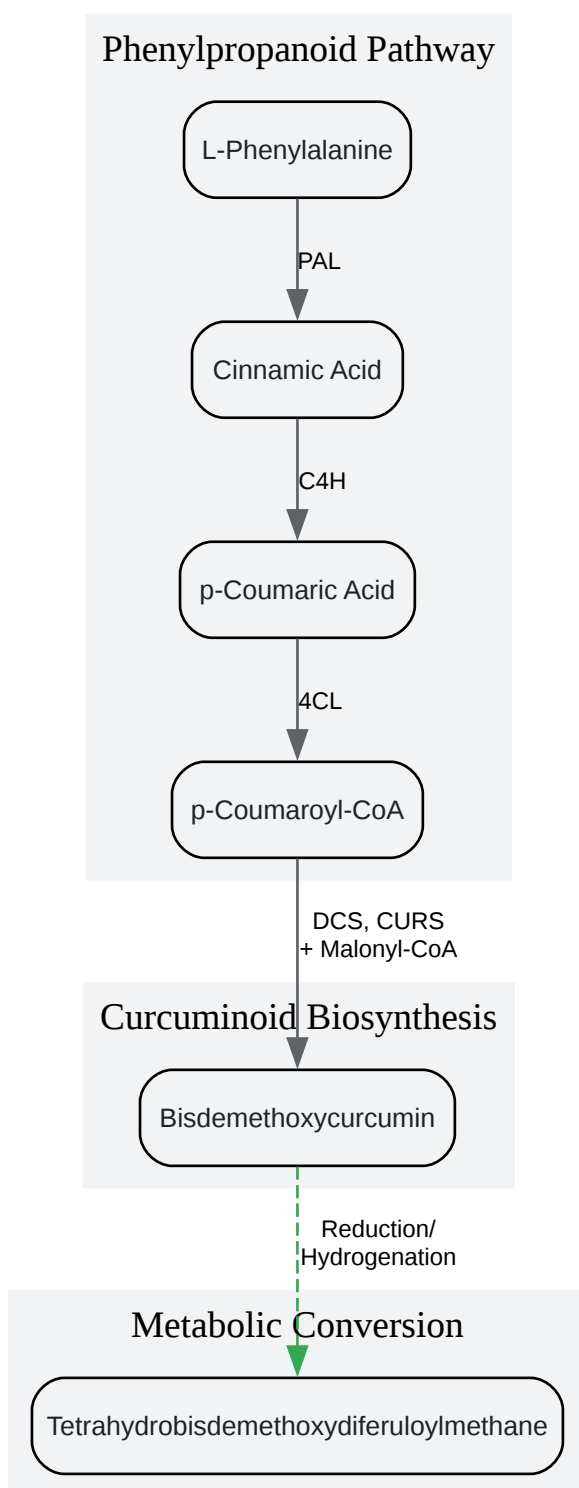 Phenylpropanoid Pathway
L-Phenylalanine
PAL
Cinnamic Acid
C4H
p-Coumaric Acid
4CL
p-Coumaroyl-CoA
DCS, CURS
+ Malonyl-CoA
Curcuminoid Biosynthesis
Bisdemethoxycurcumin
Reduction/
Hydrogenation
Metabolic Conversion
Tetrahydrobisdemethoxydiferuloylmethane